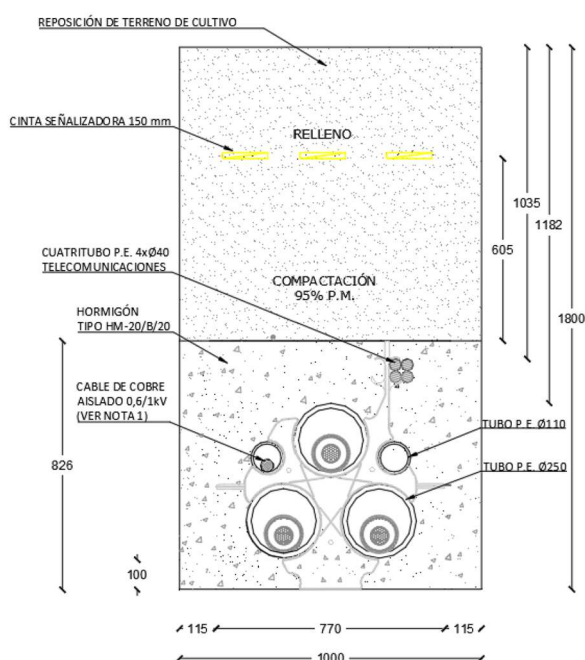 REPOSICIÓN DE TERRENO DE CULTIVO
CINTA SEÑALIZADORA 150 mm
RELLENO
CUATRITUBO P.E. 4xØ40
TELECOMUNICACIONES
COMPACTACIÓN
95% P.M.
HORMIGÓN
TIPO HM-20/B/20
CABLE DE COBRE
AISLADO 0,6/1kV
(VER NOTA 1)
TUBO P.E. Ø110
TUBO P.E. Ø250
605
1035
1182
1800
826
100
115
770
115
1000